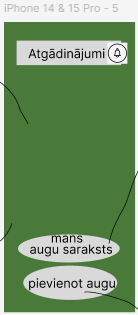 iPhone 14 & 15 Pro - 5
Atgādinājumi
mans
augu saraksts
pievienot augu